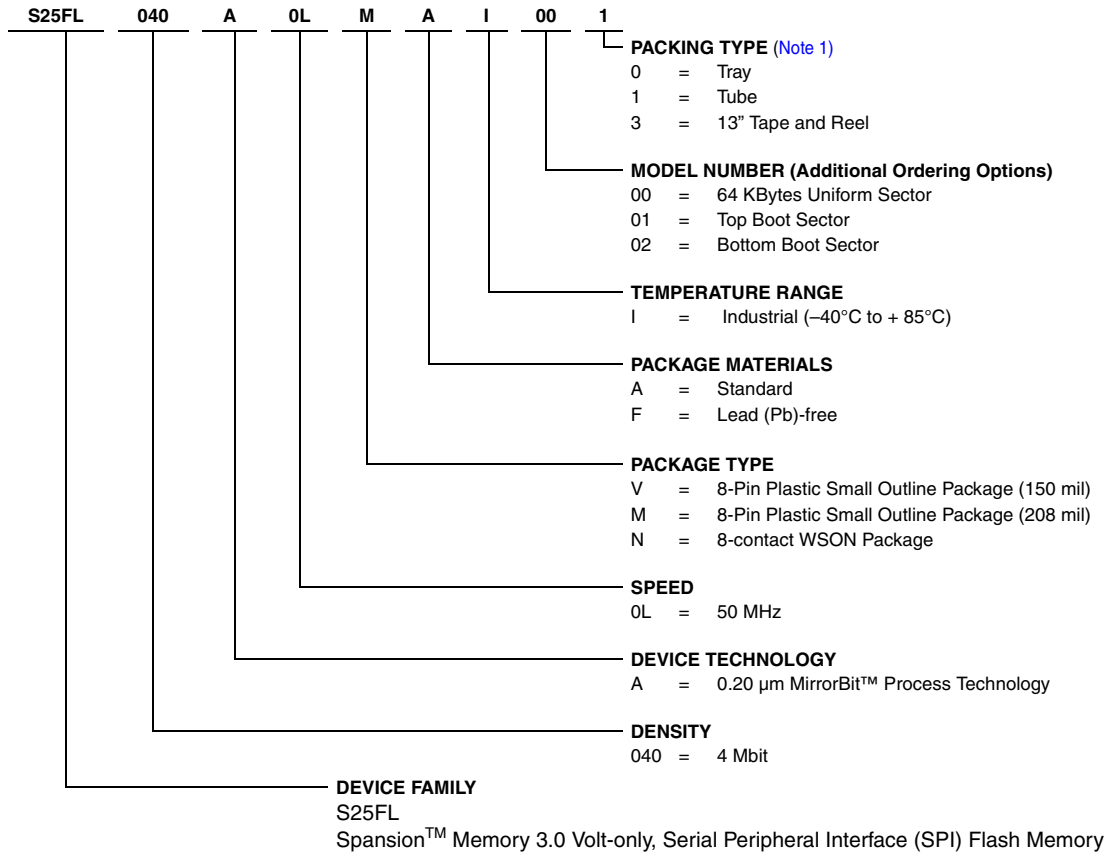 S25FL 040 A 0L M A I 00 1
PACKING TYPE (Note 1)
0 = Tray
1 = Tube
3 = 13” Tape and Reel
MODEL NUMBER (Additional Ordering Options)
00 = 64 KBytes Uniform Sector
01 = Top Boot Sector
02 = Bottom Boot Sector
TEMPERATURE RANGE
I = Industrial (–40°C to + 85°C)
PACKAGE MATERIALS
A = Standard
F = Lead (Pb)-free
PACKAGE TYPE
V = 8-Pin Plastic Small Outline Package (150 mil)
M = 8-Pin Plastic Small Outline Package (208 mil)
N = 8-contact WSON Package
SPEED
0L = 50 MHz
DEVICE TECHNOLOGY
A = 0.20 µm MirrorBit™ Process Technology
DENSITY
040 = 4 Mbit
DEVICE FAMILY
S25FL
Spansion™ Memory 3.0 Volt-only, Serial Peripheral Interface (SPI) Flash Memory